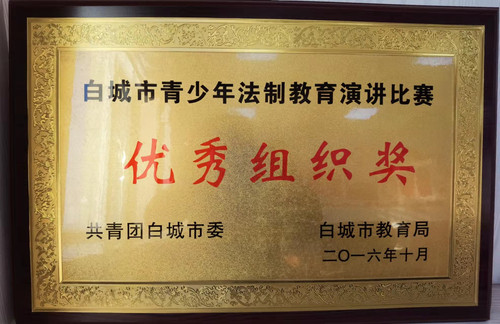 白城市青少年法制教育演讲比赛
优秀组织奖
共青团白城市委 白城市教育局
二〇一六年十月